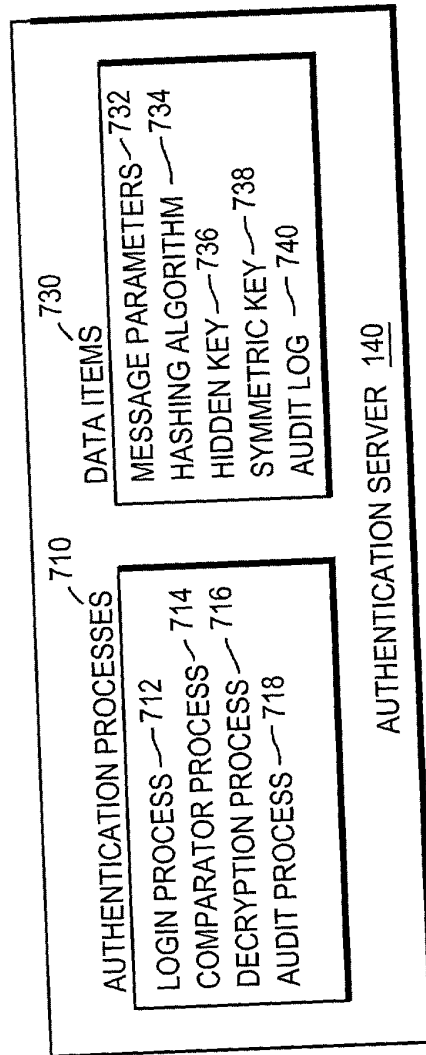 AUTHENTICATION PROCESSES 710
LOGIN PROCESS 712
COMPARATOR PROCESS 714
DECRYPTION PROCESS 716
AUDIT PROCESS 718
DATA ITEMS 730
MESSAGE PARAMETERS 732
HASHING ALGORITHM 734
HIDDEN KEY 736
SYMMETRIC KEY 738
AUDIT LOG 740
AUTHENTICATION SERVER 140